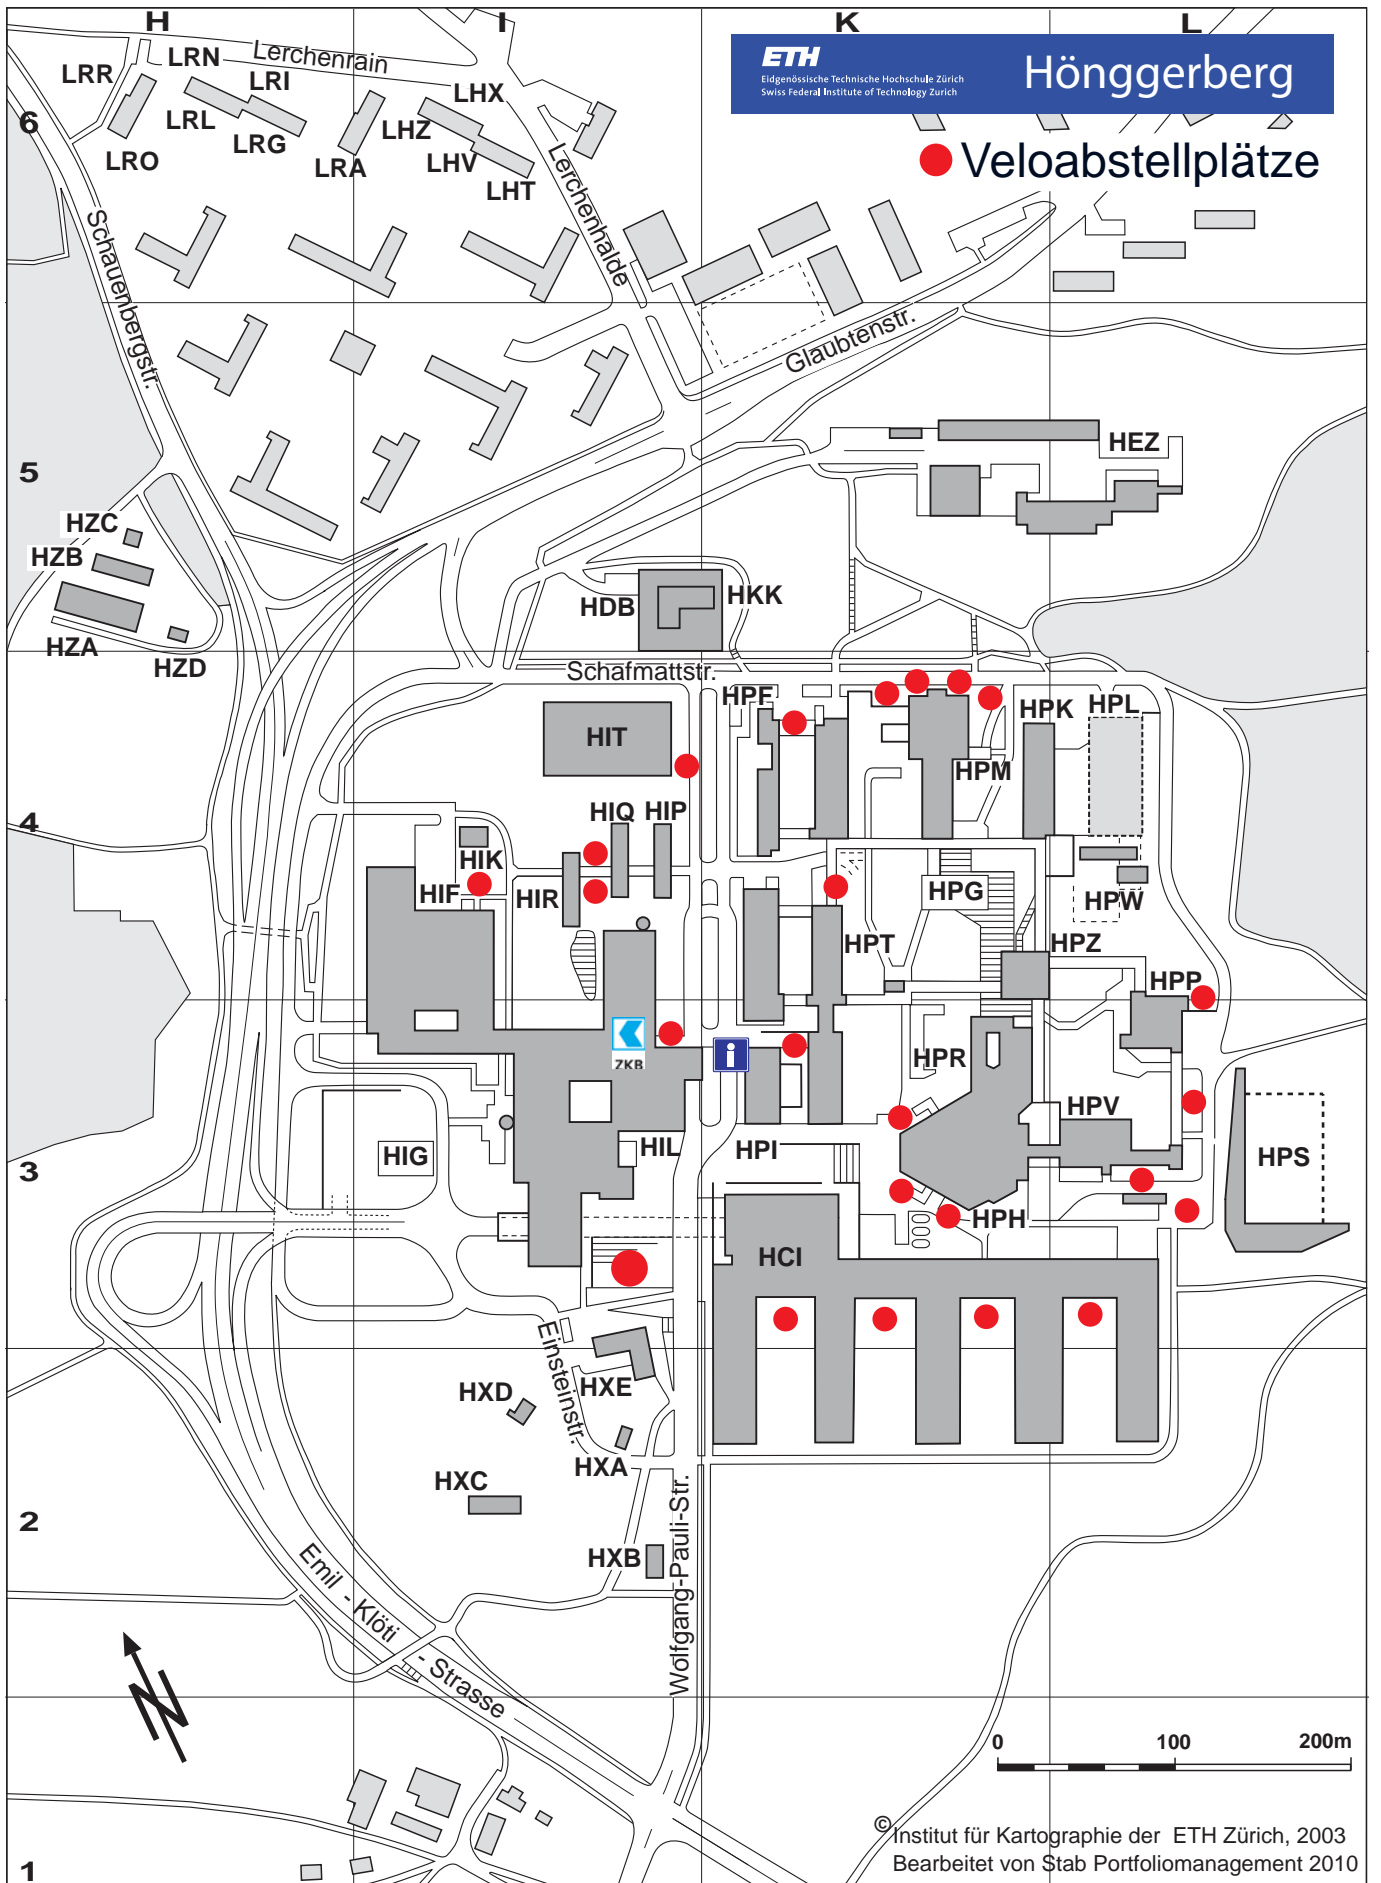 H
I
K
L
ETH
Eidgenössische Technische Hochschule Zürich
Swiss Federal Institute of Technology Zurich
Hönggerberg
Veloabstellplätze
LRR
LRN
Lerchenrain
LRI
LHX
6
LRL
LHZ
LRG
LRO
LRA
LHV
LHT
Lerchenhalde
Schauenbergstr.
Glaubtenstr.
HEZ
5
HZC
HZB
HDB
HKK
HZA
HZD
Schafmattstr.
HPF
HPK
HPL
HIT
HPM
4
HIQ
HIP
HIK
HIF
HIR
HPG
HPW
HPT
HPZ
HPP
ZKB
i
HPR
HPV
HIG
HIL
HPI
HPS
3
HPH
HCI
Einsteinstr.
HXD
HXE
HXA
HXC
2
HXB
Wolfgang-Pauli-Str.
Emil - Klöti - Strasse
N
0 100 200m
© Institut für Kartographie der ETH Zürich, 2003
Bearbeitet von Stab Portfoliomanagement 2010
1